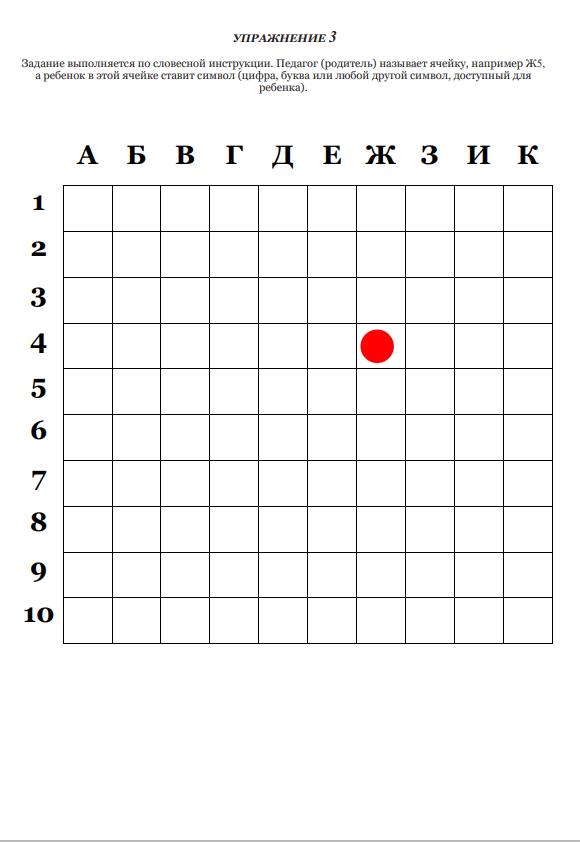 УПРАЖНЕНИЕ 3
Задание выполняется по словесной инструкции. Педагог (родитель) называет ячейку, например Ж5,
а ребенок в этой ячейке ставит символ (цифра, буква или любой другой символ, доступный для
ребенка).
А Б В Г Д Е Ж З И К
1
2
3
4
5
6
7
8
9
10